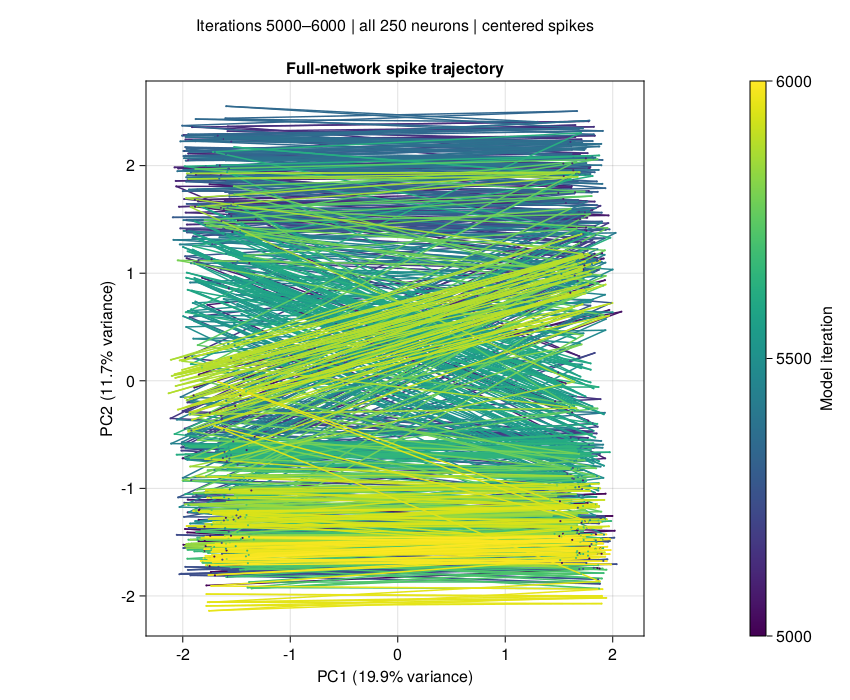 Iterations 5000–6000 | all 250 neurons | centered spikes
Full-network spike trajectory
2
1
0
-1
-2
PC2 (11.7% variance)
-2
-1
0
1
2
PC1 (19.9% variance)
6000
5500
5000
Model iteration